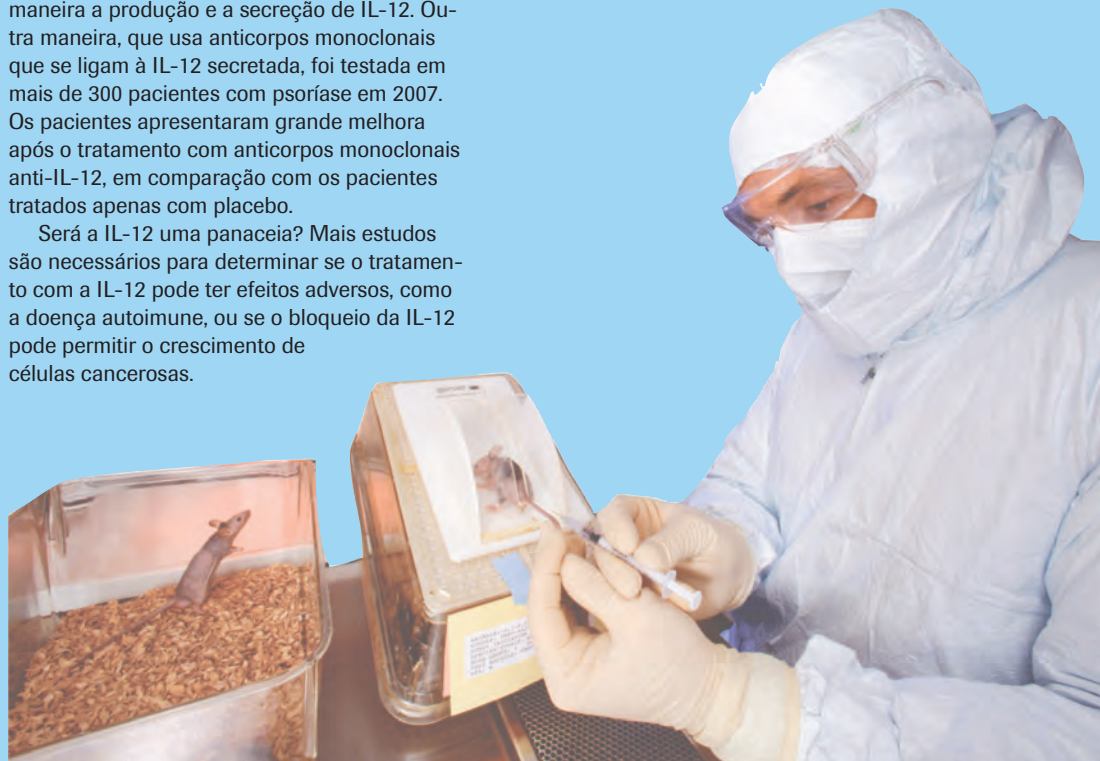 maneira a produção e a secreção de IL-12. Ou-
tra maneira, que usa anticorpos monoclonais
que se ligam à IL-12 secretada, foi testada em
mais de 300 pacientes com psoríase em 2007.
Os pacientes apresentaram grande melhora
após o tratamento com anticorpos monoclonais
anti-IL-12, em comparação com os pacientes
tratados apenas com placebo.
Será a IL-12 uma panaceia? Mais estudos
são necessários para determinar se o tratamen-
to com a IL-12 pode ter efeitos adversos, como
a doença autoimune, ou se o bloqueio da IL-12
pode permitir o crescimento de
células cancerosas.